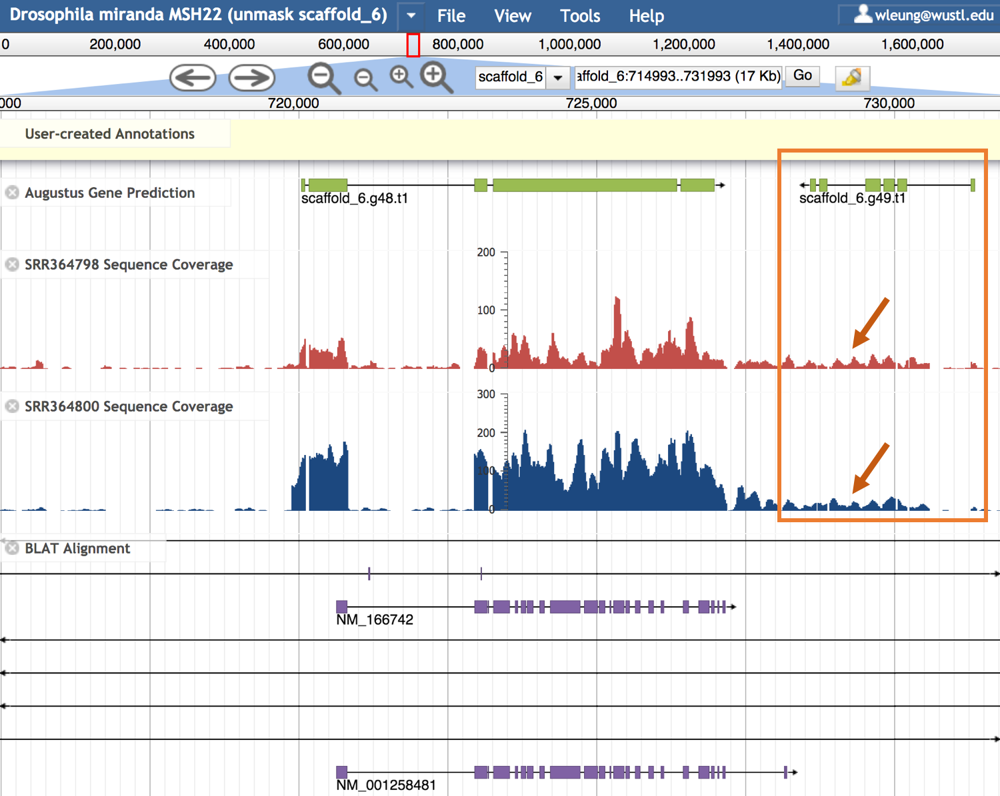 Drosophila miranda MSH22 (unmask scaffold_6) File View Tools Help wleung@wustl.edu
0 200,000 400,000 600,000 800,000 1,000,000 1,200,000 1,400,000 1,600,000
scaffold_6 affold_6:714993..731993 (17 Kb) Go
000 720,000 725,000 730,000
User-created Annotations
Augustus Gene Prediction
scaffold_6.g48.t1 scaffold_6.g49.t1
SRR364798 Sequence Coverage
200
100
0
SRR364800 Sequence Coverage
300
200
100
0
BLAT Alignment
NM_166742
NM_001258481